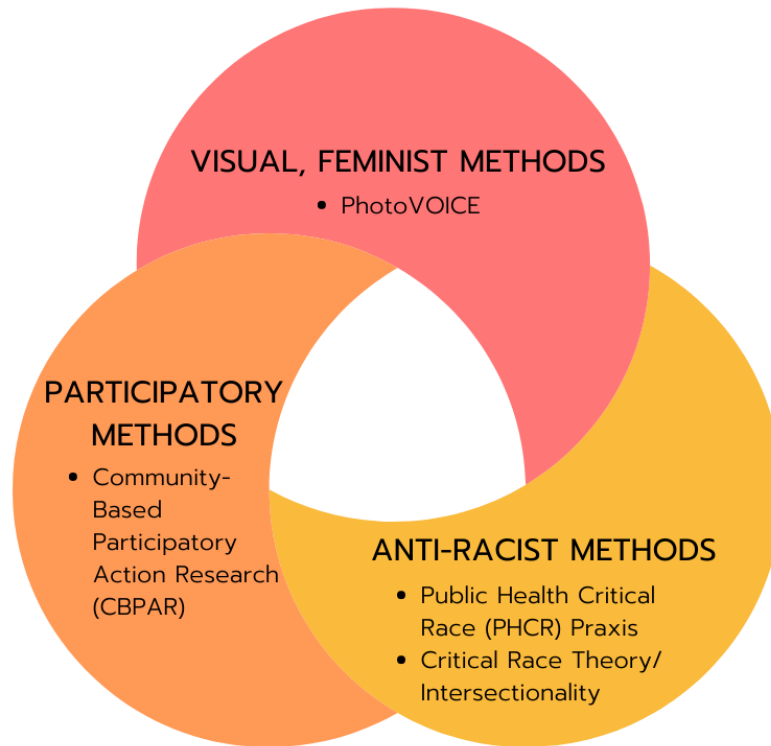 VISUAL, FEMINIST METHODS
• PhotoVOICE
PARTICIPATORY
METHODS
• Community-
Based
Participatory
Action Research
(CBPAR)
ANTI-RACIST METHODS
• Public Health Critical
Race (PHCR) Praxis
• Critical Race Theory/
Intersectionality